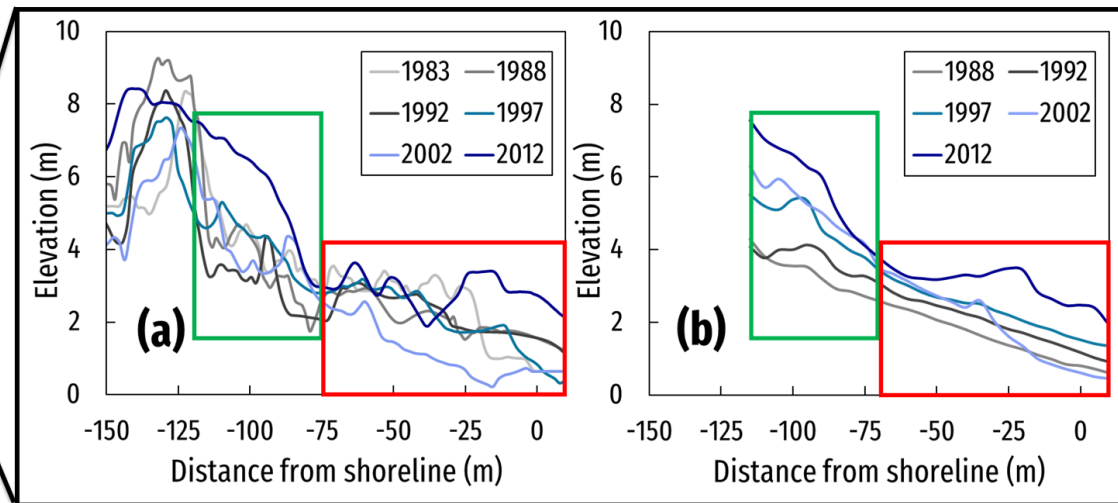 10
8
6
4
2
0
Elevation (m)
1983 1988
1992 1997
2002 2012
(a)
-150 -125 -100 -75 -50 -25 0
Distance from shoreline (m)
10
8
6
4
2
0
Elevation (m)
1988 1992
1997 2002
2012
(b)
-150 -125 -100 -75 -50 -25 0
Distance from shoreline (m)